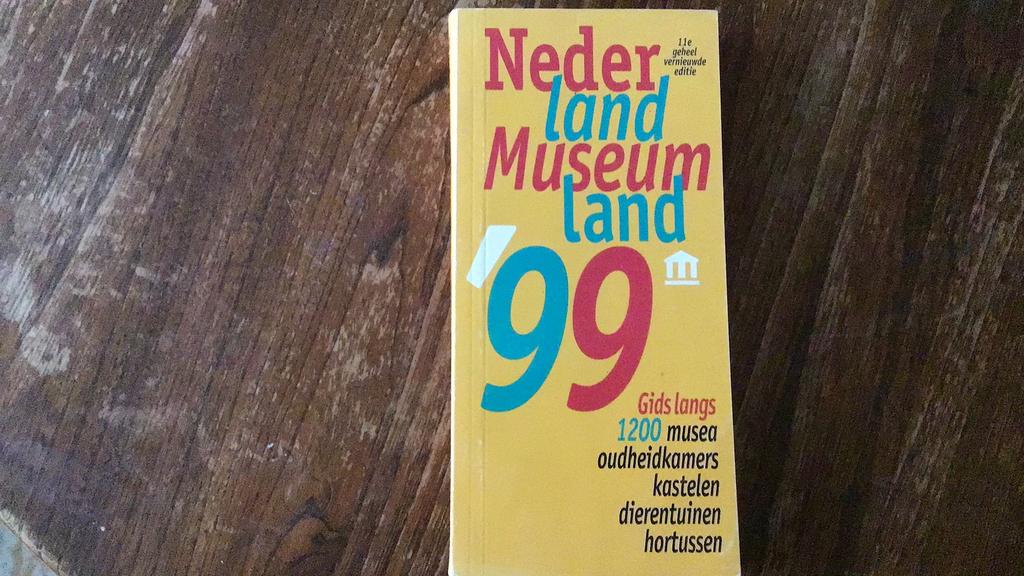 Neder
land
Museum
land
'99
11e
geheel
vernieuwde
editie
Gids langs
1200 musea
oudheidkamers
kastelen
dierentuinen
hortussen